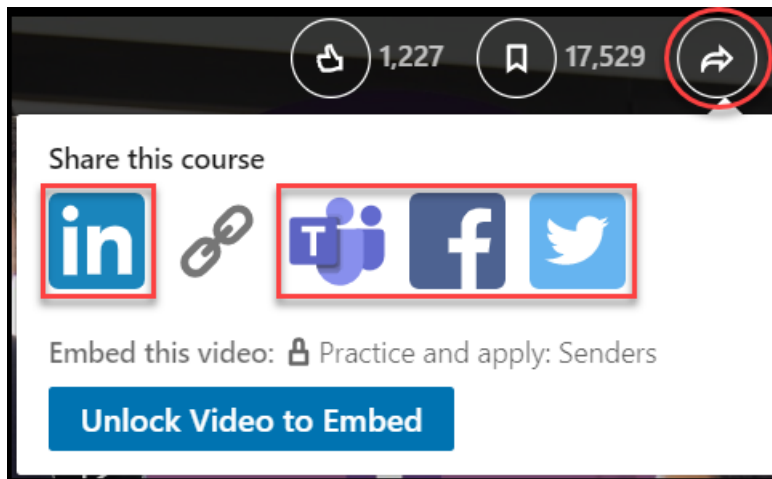 1,227 17,529
Share this course
in T f
Embed this video: Practice and apply: Senders
Unlock Video to Embed